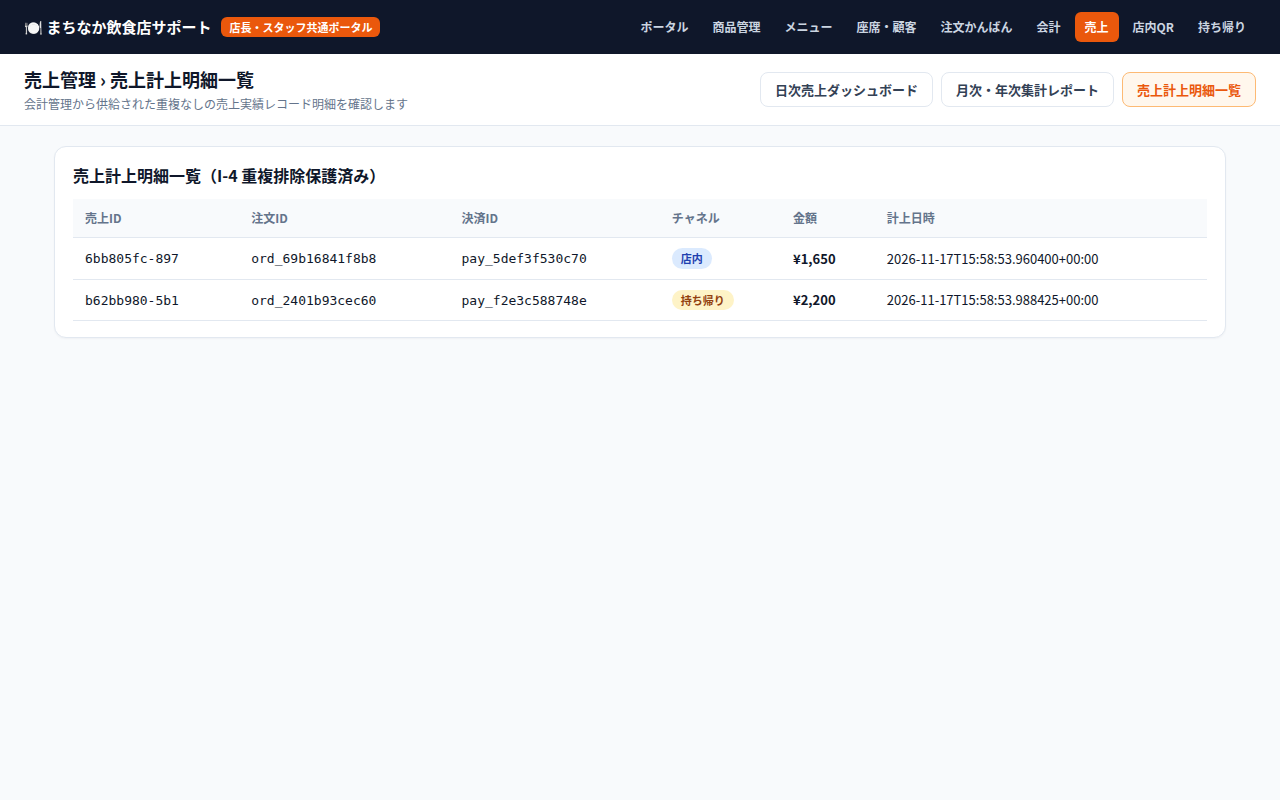 🍽️ まちなか飲食店サポート 店長・スタッフ共通ポータル ポータル 商品管理 メニュー 座席・顧客 注文かんばん 会計 売上 店内QR 持ち帰り
売上管理 › 売上計上明細一覧
会計管理から供給された重複なしの売上実績レコード明細を確認します
日次売上ダッシュボード 月次・年次集計レポート 売上計上明細一覧
売上計上明細一覧（I-4 重複排除保護済み）
売上ID 注文ID 決済ID チャネル 金額 計上日時
6bb805fc-897 ord_69b16841f8b8 pay_5def3f530c70 店内 ¥1,650 2026-11-17T15:58:53.960400+00:00
b62bb980-5b1 ord_2401b93cec60 pay_f2e3c588748e 持ち帰り ¥2,200 2026-11-17T15:58:53.988425+00:00